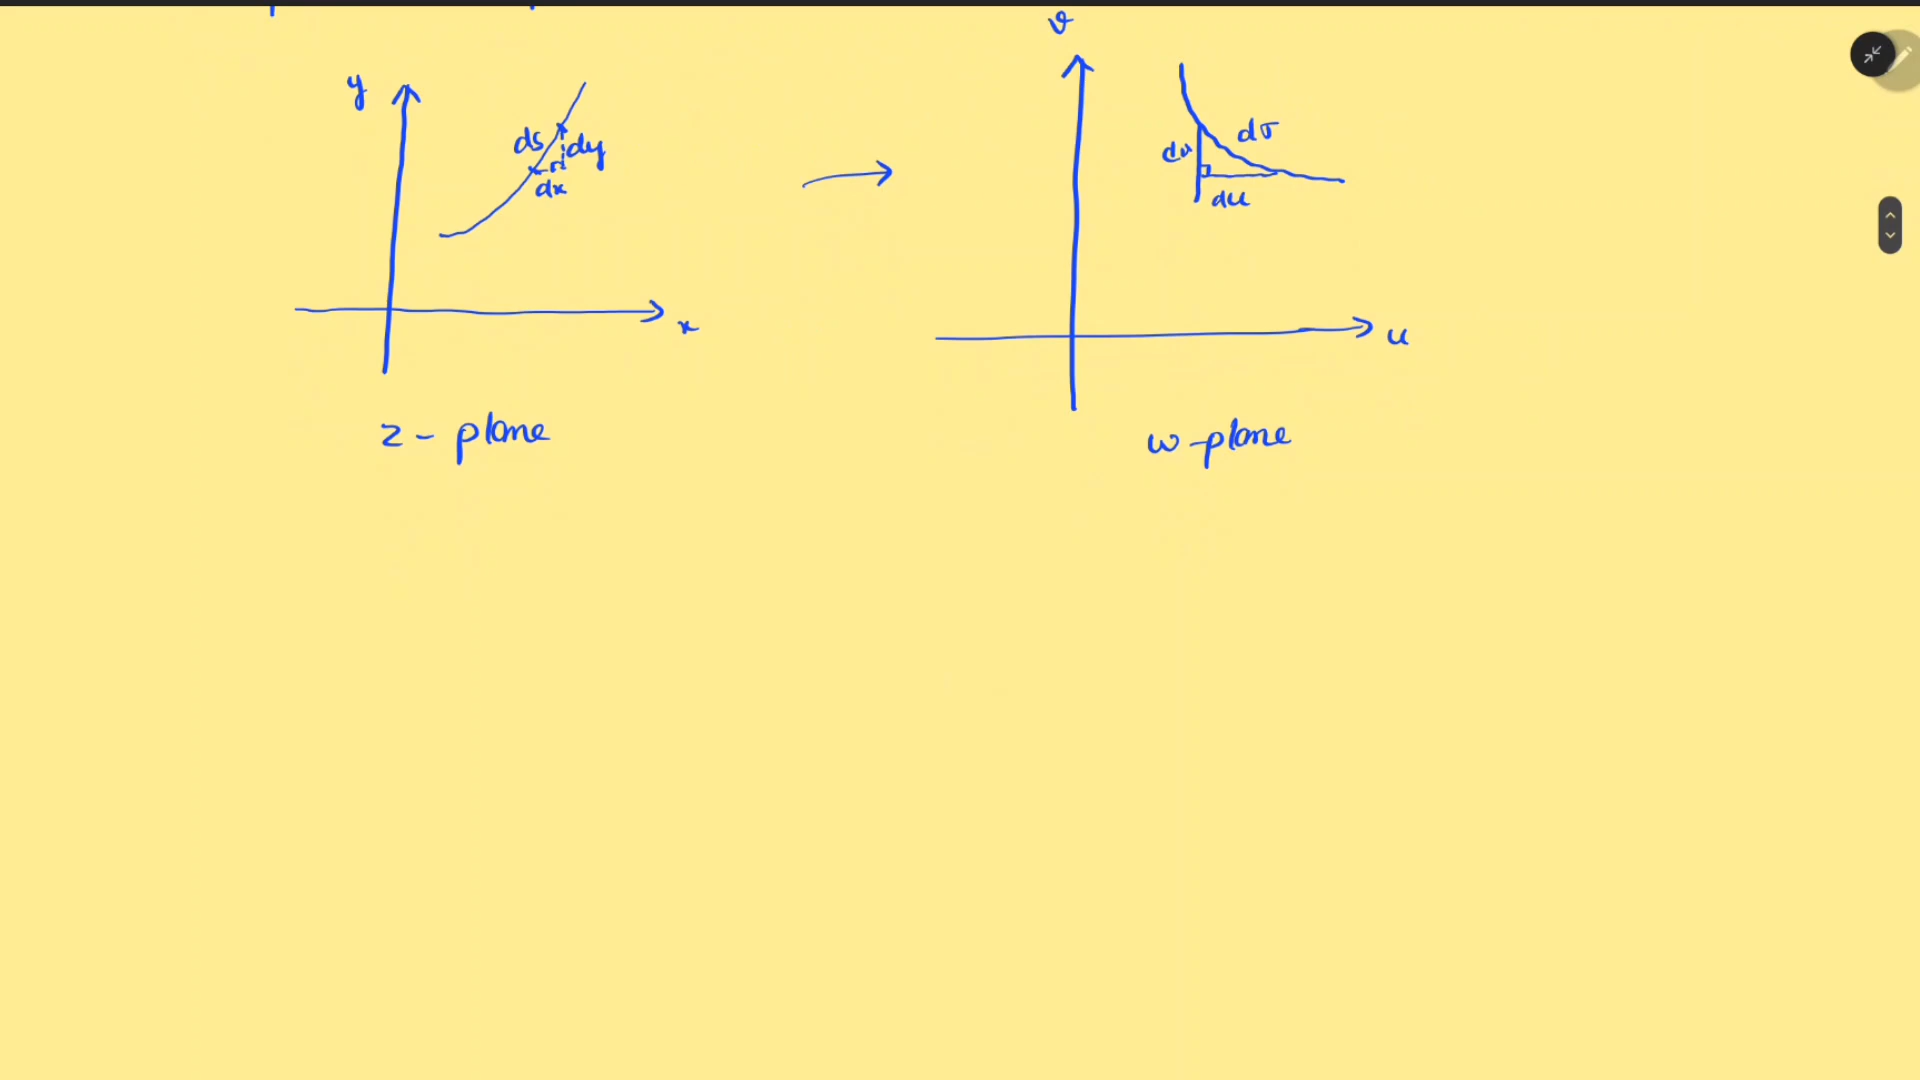 y
ds
dy
dx
x
z - plane
v
dσ
dv
du
u
w - plane